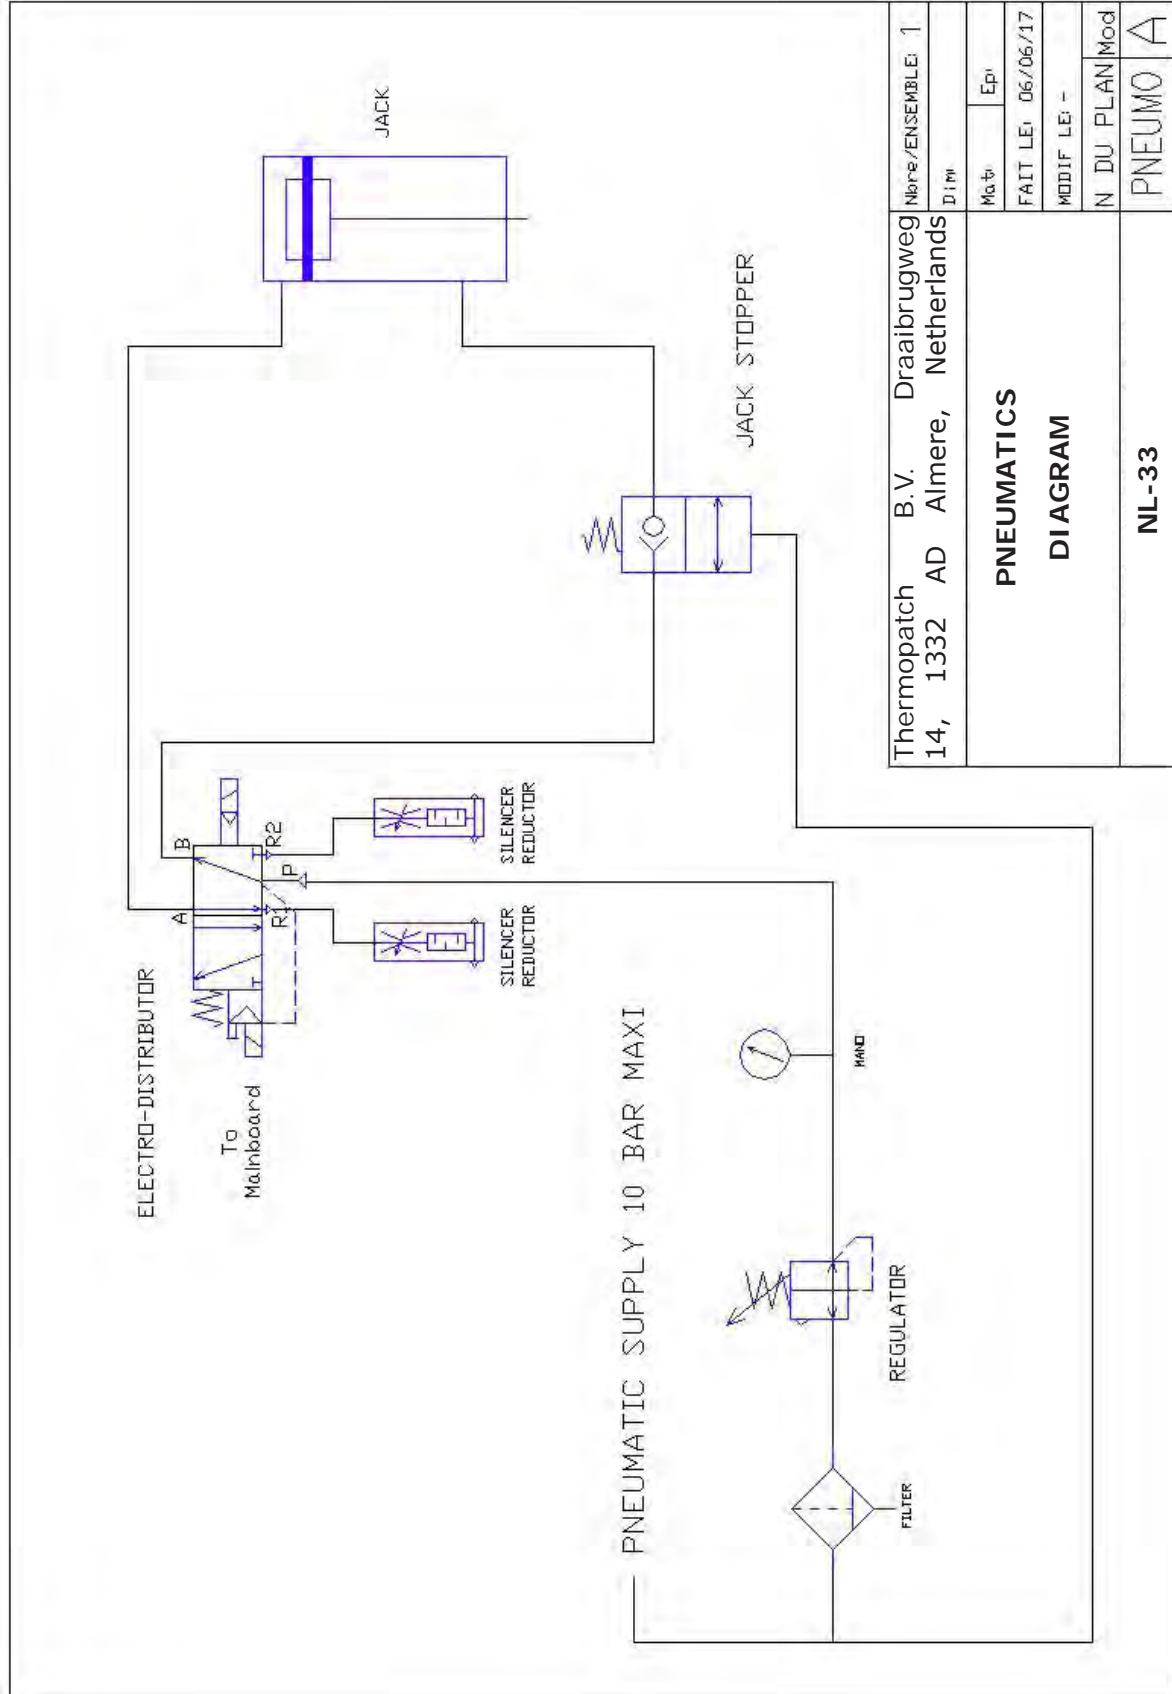 ELECTRO-DISTRIBUTOR
To
Mainboard
A
B
R1
P
R2
SILENCER
REDUCTOR
SILENCER
REDUCTOR
JACK
JACK STOPPER
PNEUMATIC SUPPLY 10 BAR MAXI
MANO
REGULATOR
FILTER
Thermopatch B.V. Draaibrugweg
14, 1332 AD Almere, Netherlands
PNEUMATICS
DIAGRAM
NL-33
Nbre/ENSEMBLE: 1
Dim:
Mat: Ep:
FAIT LE: 06/06/17
MODIF LE: -
N DU PLAN Mod
PNEUMO A